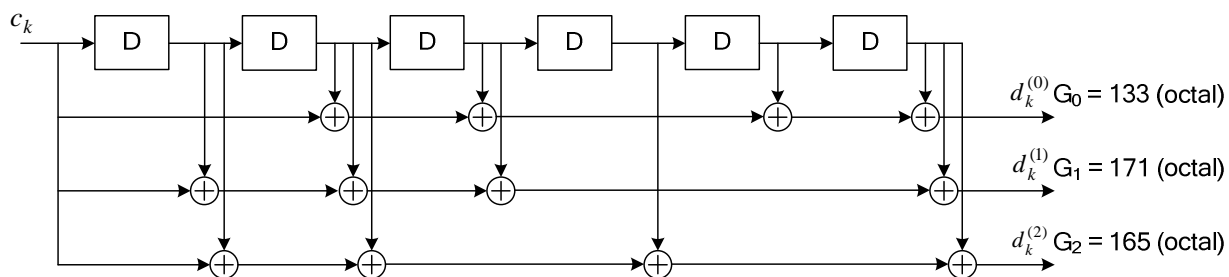 c_k
D D D D D D
d_k^{(0)} G₀ = 133 (octal)
d_k^{(1)} G₁ = 171 (octal)
d_k^{(2)} G₂ = 165 (octal)